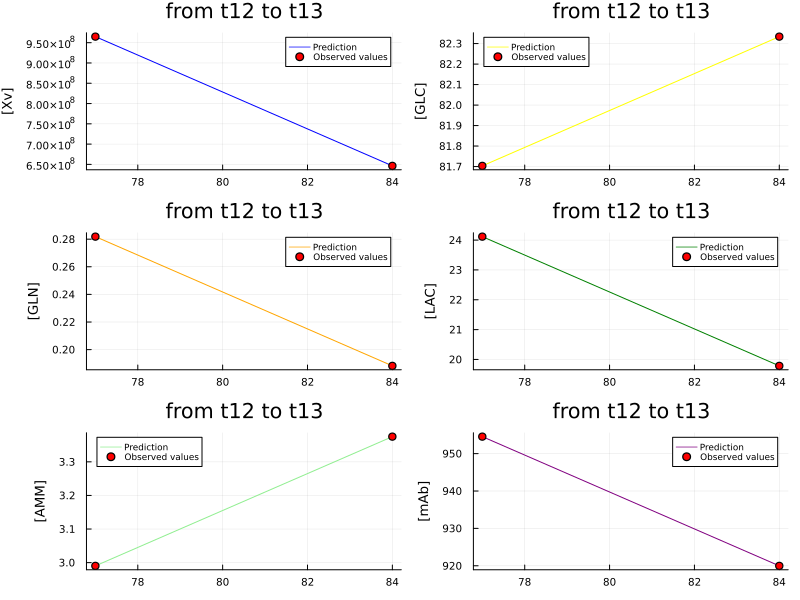 from t12 to t13
9.50×10⁸
9.00×10⁸
8.50×10⁸
8.00×10⁸
7.50×10⁸
7.00×10⁸
6.50×10⁸
[Xv]
Prediction
Observed values
78 80 82 84
from t12 to t13
82.3
82.2
82.1
82.0
81.9
81.8
81.7
[GLC]
Prediction
Observed values
78 80 82 84
from t12 to t13
0.28
0.26
0.24
0.22
0.20
[GLN]
Prediction
Observed values
78 80 82 84
from t12 to t13
24
23
22
21
20
[LAC]
Prediction
Observed values
78 80 82 84
from t12 to t13
3.3
3.2
3.1
3.0
[AMM]
Prediction
Observed values
78 80 82 84
from t12 to t13
950
940
930
920
[mAb]
Prediction
Observed values
78 80 82 84